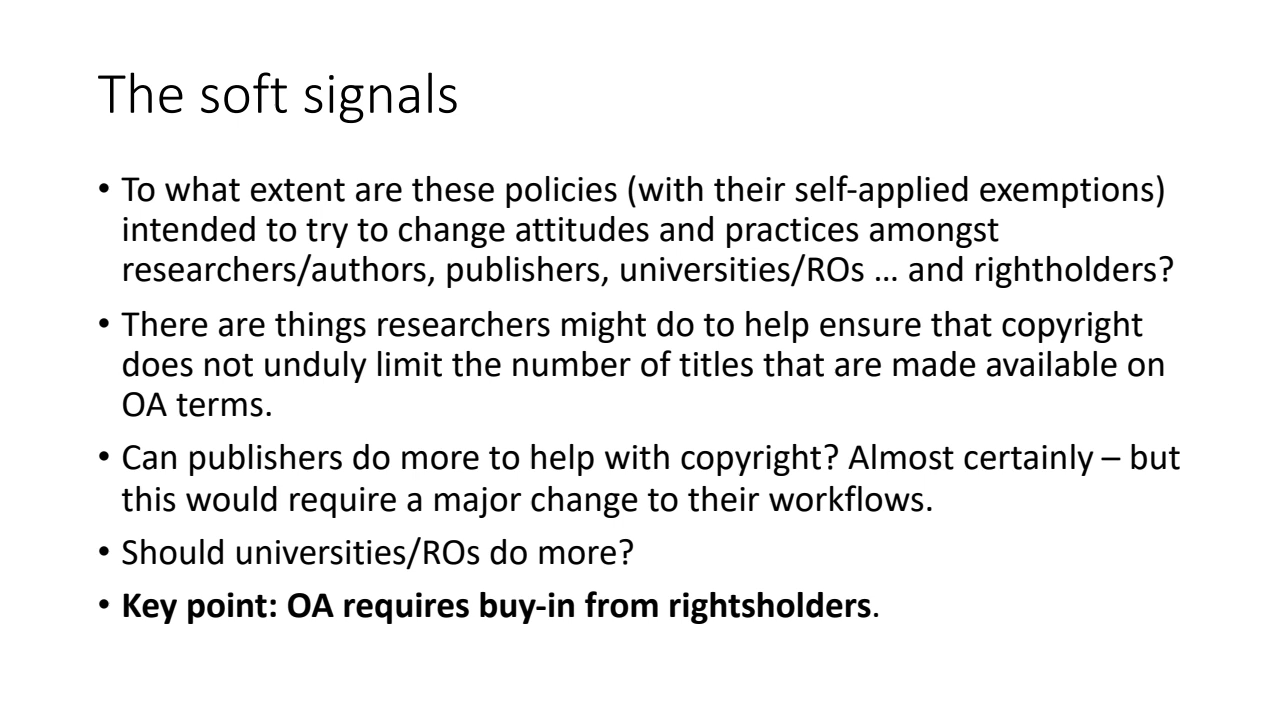 The soft signals
• To what extent are these policies (with their self-applied exemptions)
intended to try to change attitudes and practices amongst
researchers/authors, publishers, universities/ROs … and rightholders?
• There are things researchers might do to help ensure that copyright
does not unduly limit the number of titles that are made available on
OA terms.
• Can publishers do more to help with copyright? Almost certainly – but
this would require a major change to their workflows.
• Should universities/ROs do more?
• Key point: OA requires buy-in from rightsholders.